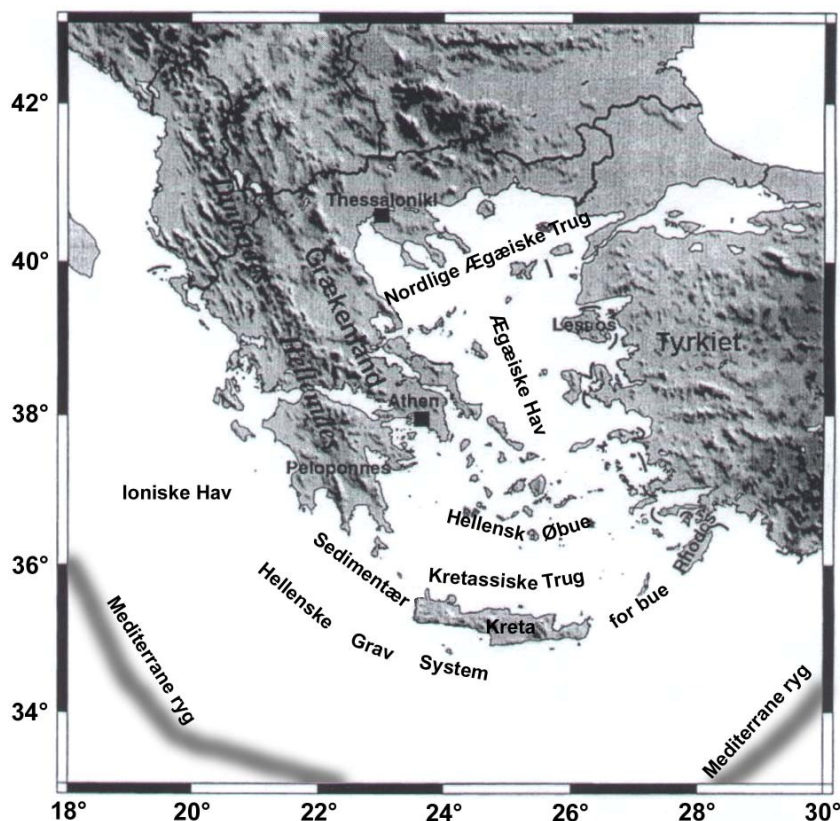 42°
40°
38°
36°
34°
18°
20°
22°
24°
26°
28°
30°
Thessaloniki
Nordlige Ægæiske Trug
Grækenland
Ægæiske Hav
Lesbos
Tyrkiet
Athen
Peloponnes
Ioniske Hav
Hellensk Øbue
Rhodos
Sedimentær
for bue
Kretassiske Trug
Kreta
Hellenske Grav System
Mediterrane ryg
Mediterrane ryg